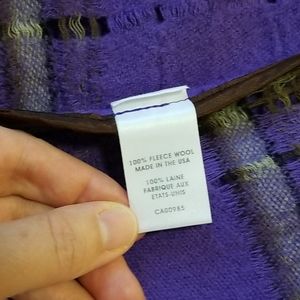 100% FLEECE WOOL
MADE IN THE USA
100% LAINE
FABRIQUE AUX
ETATS-UNIS
CA00985